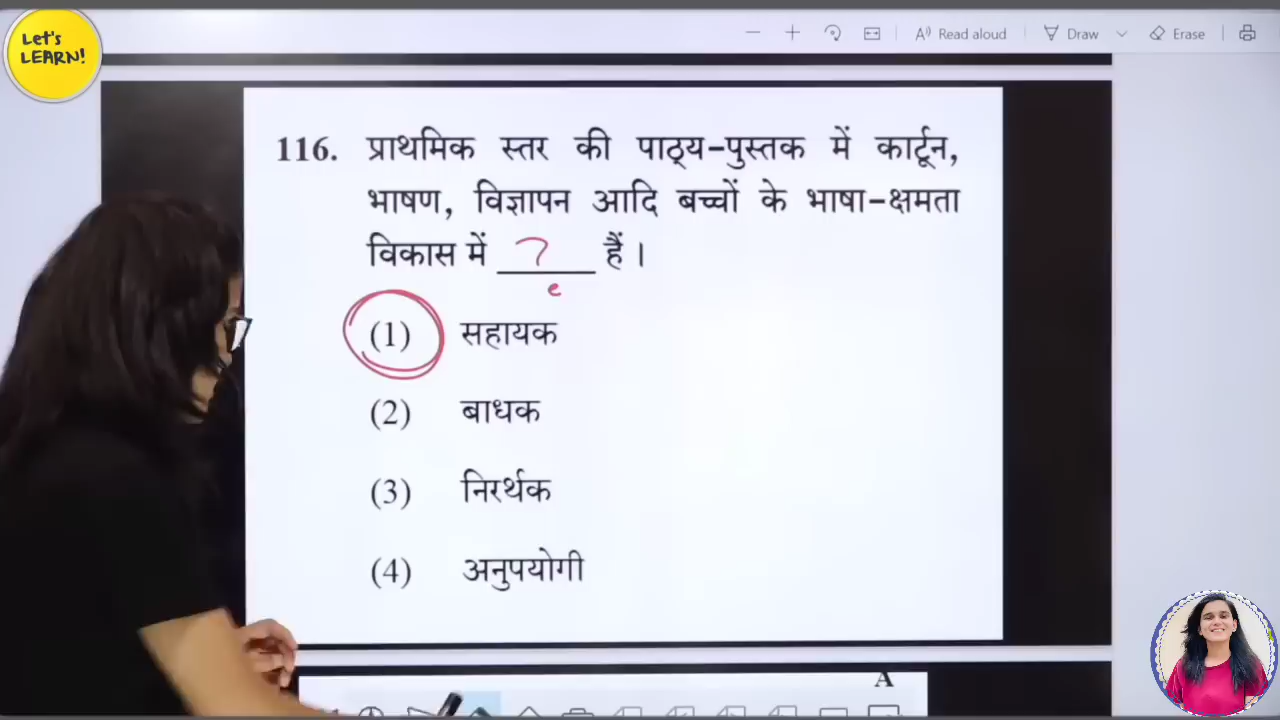 Let's
LEARN!
Read aloud
Draw
Erase
116. प्राथमिक स्तर की पाठ्य-पुस्तक में कार्टून,
भाषण, विज्ञापन आदि बच्चों के भाषा-क्षमता
विकास में ______ हैं ।
(1) सहायक
(2) बाधक
(3) निरर्थक
(4) अनुपयोगी
A